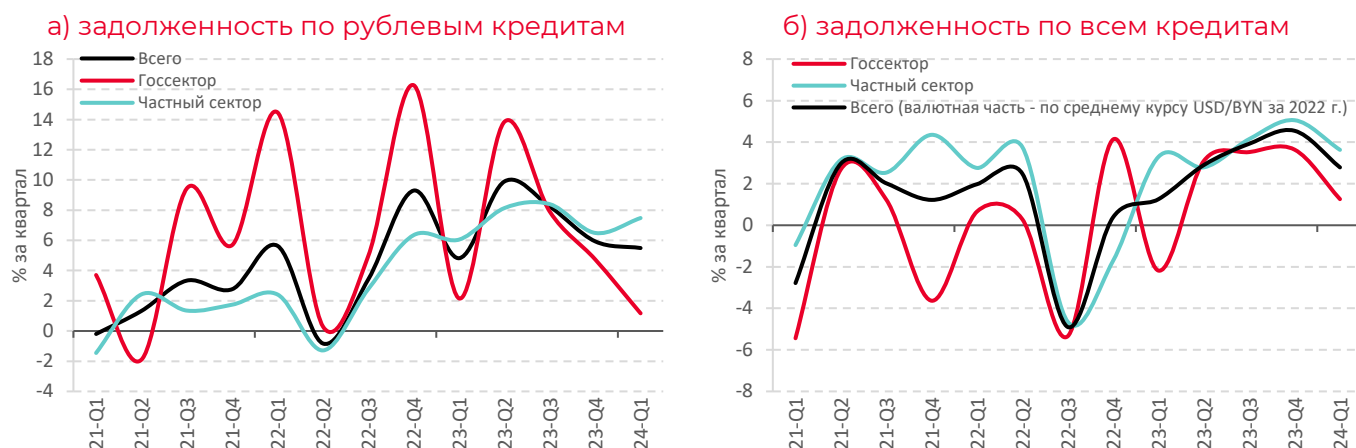 а) задолженность по рублевым кредитам
% за квартал
18
16
14
12
10
8
6
4
2
0
-2
-4
Всего
Госсектор
Частный сектор
21-Q1
21-Q2
21-Q3
21-Q4
22-Q1
22-Q2
22-Q3
22-Q4
23-Q1
23-Q2
23-Q3
23-Q4
24-Q1
б) задолженность по всем кредитам
% за квартал
8
6
4
2
0
-2
-4
-6
-8
Госсектор
Частный сектор
Всего (валютная часть - по среднему курсу USD/BYN за 2022 г.)
21-Q1
21-Q2
21-Q3
21-Q4
22-Q1
22-Q2
22-Q3
22-Q4
23-Q1
23-Q2
23-Q3
23-Q4
24-Q1